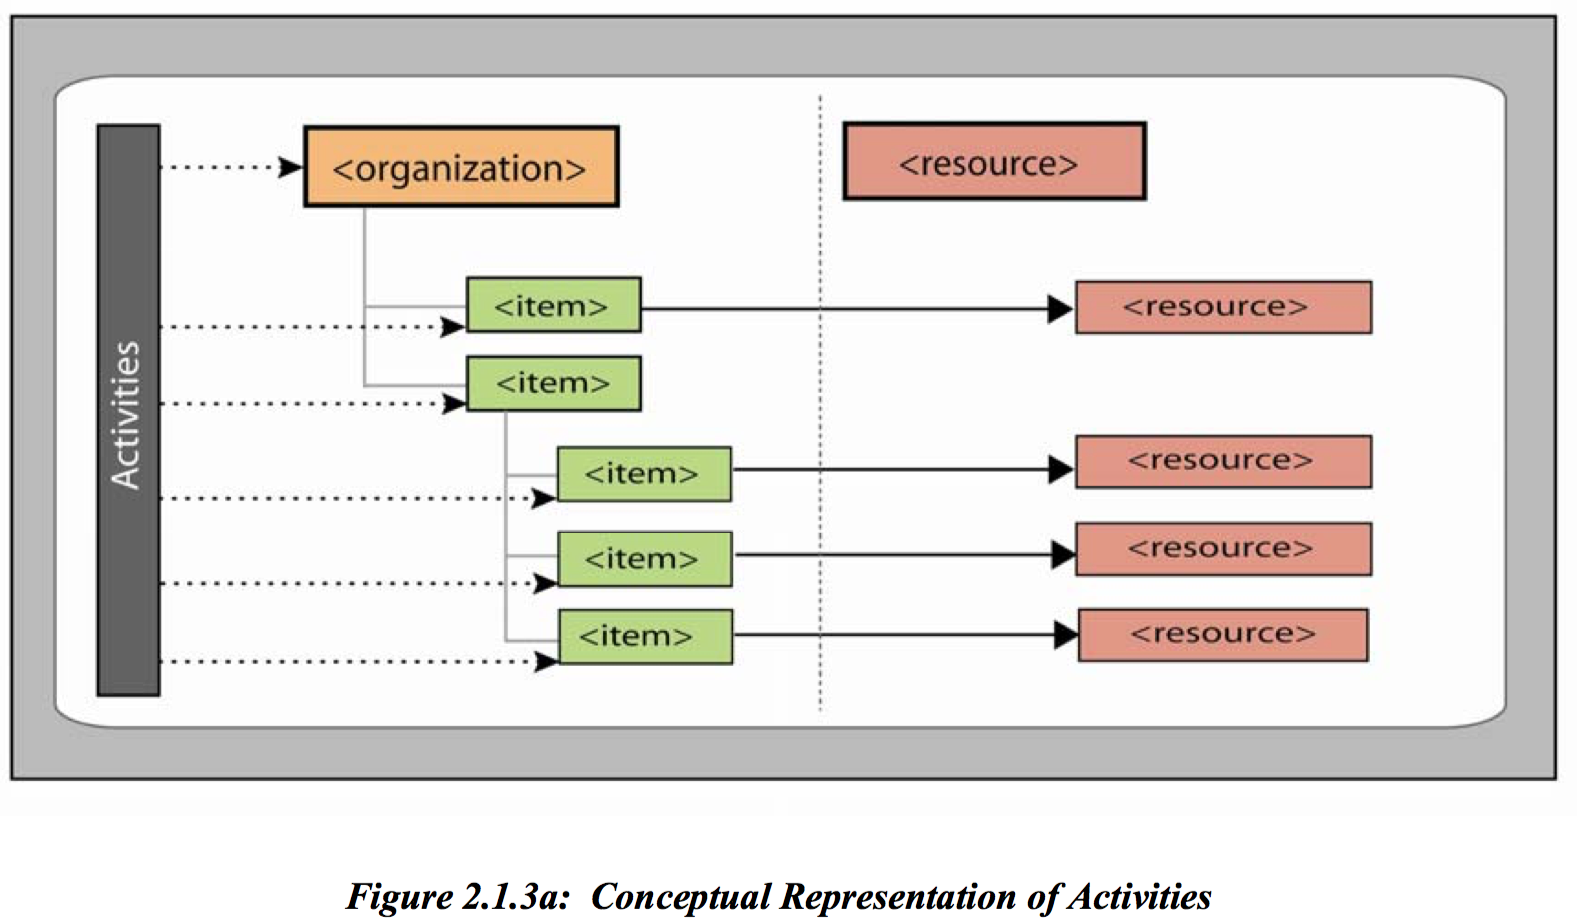 Activities
<organization>
<resource>
<item>
<resource>
<item>
<item>
<resource>
<item>
<resource>
<item>
<resource>
Figure 2.1.3a: Conceptual Representation of Activities